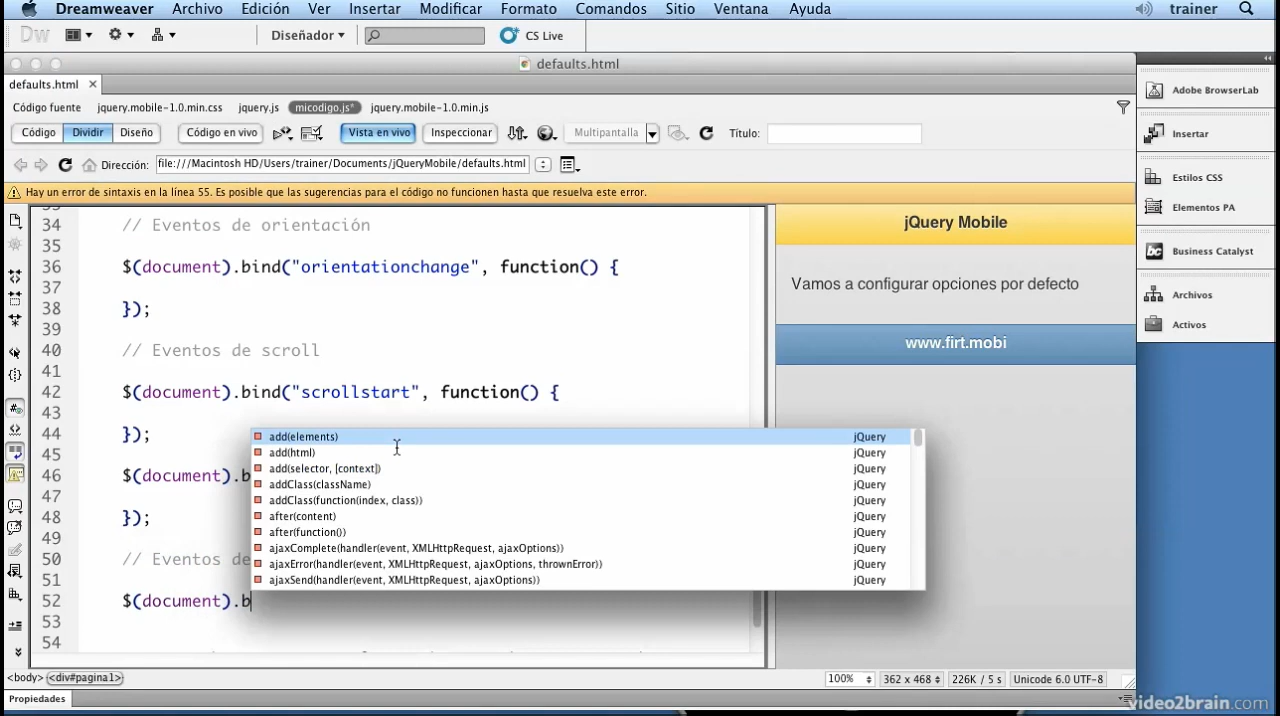 Dreamweaver Archivo Edición Ver Insertar Modificar Formato Comandos Sitio Ventana Ayuda trainer
Dw Diseñador CS Live
defaults.html
defaults.html
Código fuente jquery.mobile-1.0.min.css jquery.js micodigo.js* jquery.mobile-1.0.min.js
Código Dividir Diseño Código en vivo Vista en vivo Inspeccionar Multipantalla Título:
Dirección: file:///Macintosh HD/Users/trainer/Documents/jQueryMobile/defaults.html
Hay un error de sintaxis en la línea 55. Es posible que las sugerencias para el código no funcionen hasta que resuelva este error.
34 // Eventos de orientación
35
36 $(document).bind("orientationchange", function() {
37
38 });
39
40 // Eventos de scroll
41
42 $(document).bind("scrollstart", function() {
43
44 });
45
46 $(document).b
47
48 });
49
50 // Eventos de
51
52 $(document).b
53
54
add(elements) jQuery
add(html) jQuery
add(selector, [context]) jQuery
addClass(className) jQuery
addClass(function(index, class)) jQuery
after(content) jQuery
after(function()) jQuery
ajaxComplete(handler(event, XMLHttpRequest, ajaxOptions)) jQuery
ajaxError(handler(event, XMLHttpRequest, ajaxOptions, thrownError)) jQuery
ajaxSend(handler(event, XMLHttpRequest, ajaxOptions)) jQuery
jQuery Mobile
Vamos a configurar opciones por defecto
www.firt.mobi
Adobe BrowserLab
Insertar
Estilos CSS
Elementos PA
bc Business Catalyst
Archivos
Activos
<body> <div#pagina1> 100% 362 x 468 226K / 5 s Unicode 6.0 UTF-8
Propiedades
video2brain.com